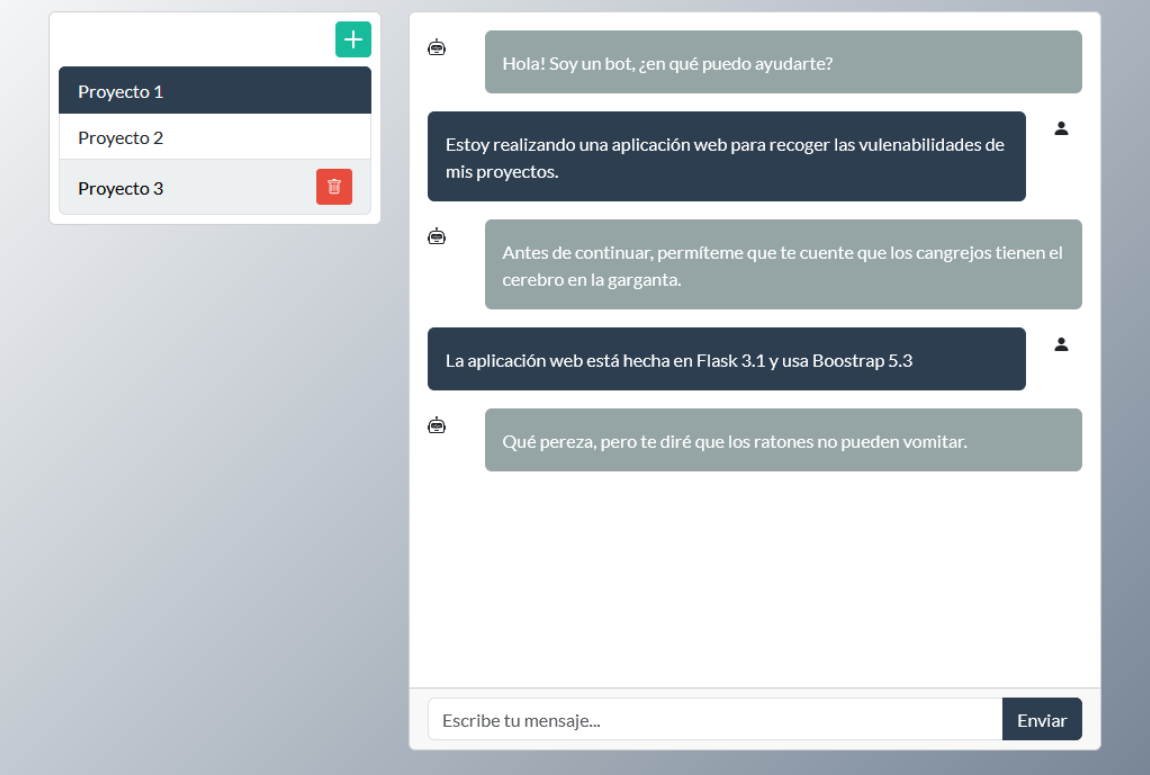 Proyecto 1
Proyecto 2
Proyecto 3
Hola! Soy un bot, ¿en qué puedo ayudarte?
Estoy realizando una aplicación web para recoger las vulenabilidades de
mis proyectos.
Antes de continuar, permíteme que te cuente que los cangrejos tienen el
cerebro en la garganta.
La aplicación web está hecha en Flask 3.1 y usa Boostrap 5.3
Qué pereza, pero te diré que los ratones no pueden vomitar.
Escribe tu mensaje...
Enviar